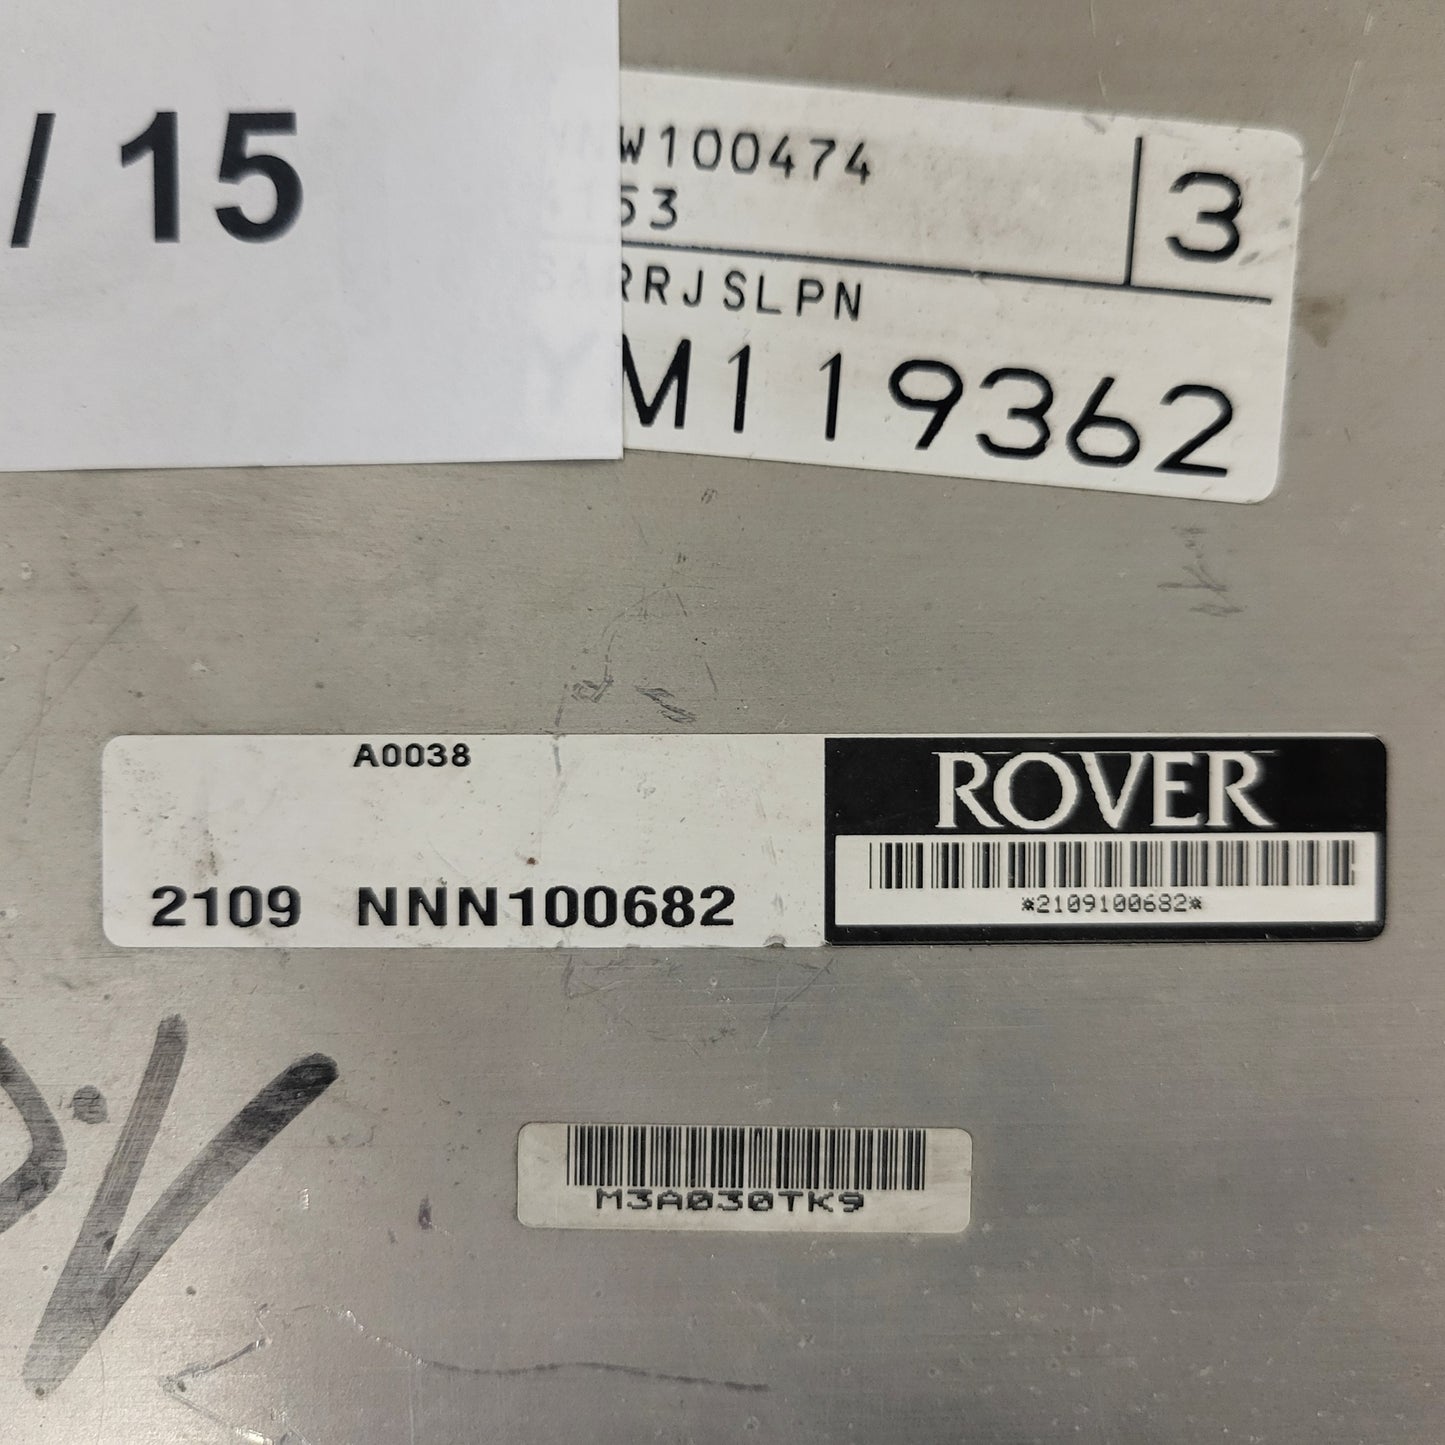 / 15
W100474
53
3
RRJSLPN
M119362
A0038
2109 NNN100682
ROVER
*2109100682*
M3A030TK9